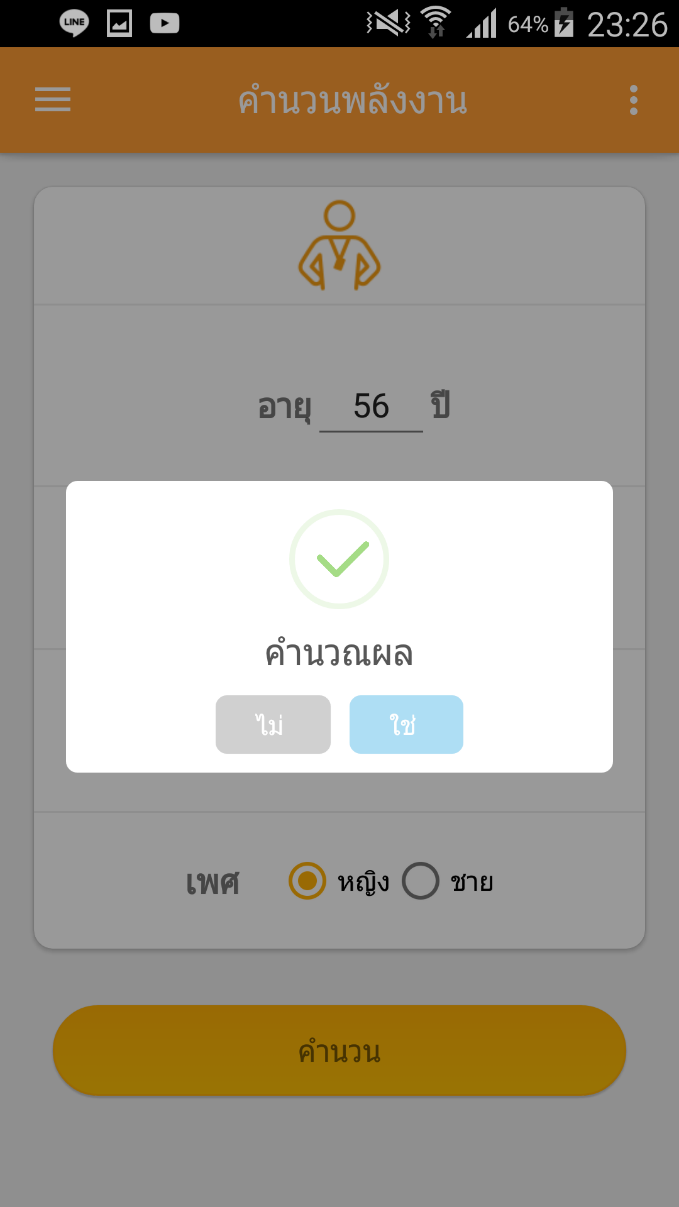 LINE 64% 23:26
คำนวนพลังงาน
อายุ 56 ปี
คำนวณผล
ไม่ ใช่
เพศ หญิง ชาย
คำนวน